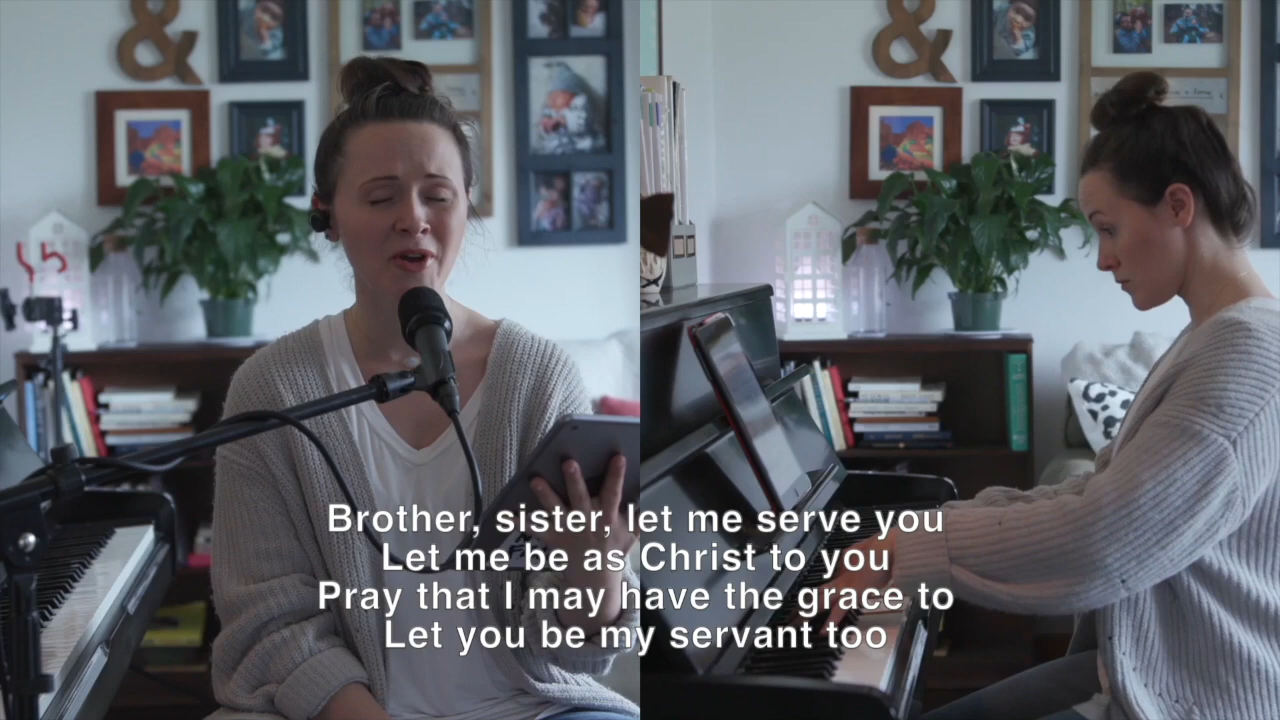 &
&
Brother, sister, let me serve you
Let me be as Christ to you
Pray that I may have the grace to
Let you be my servant too